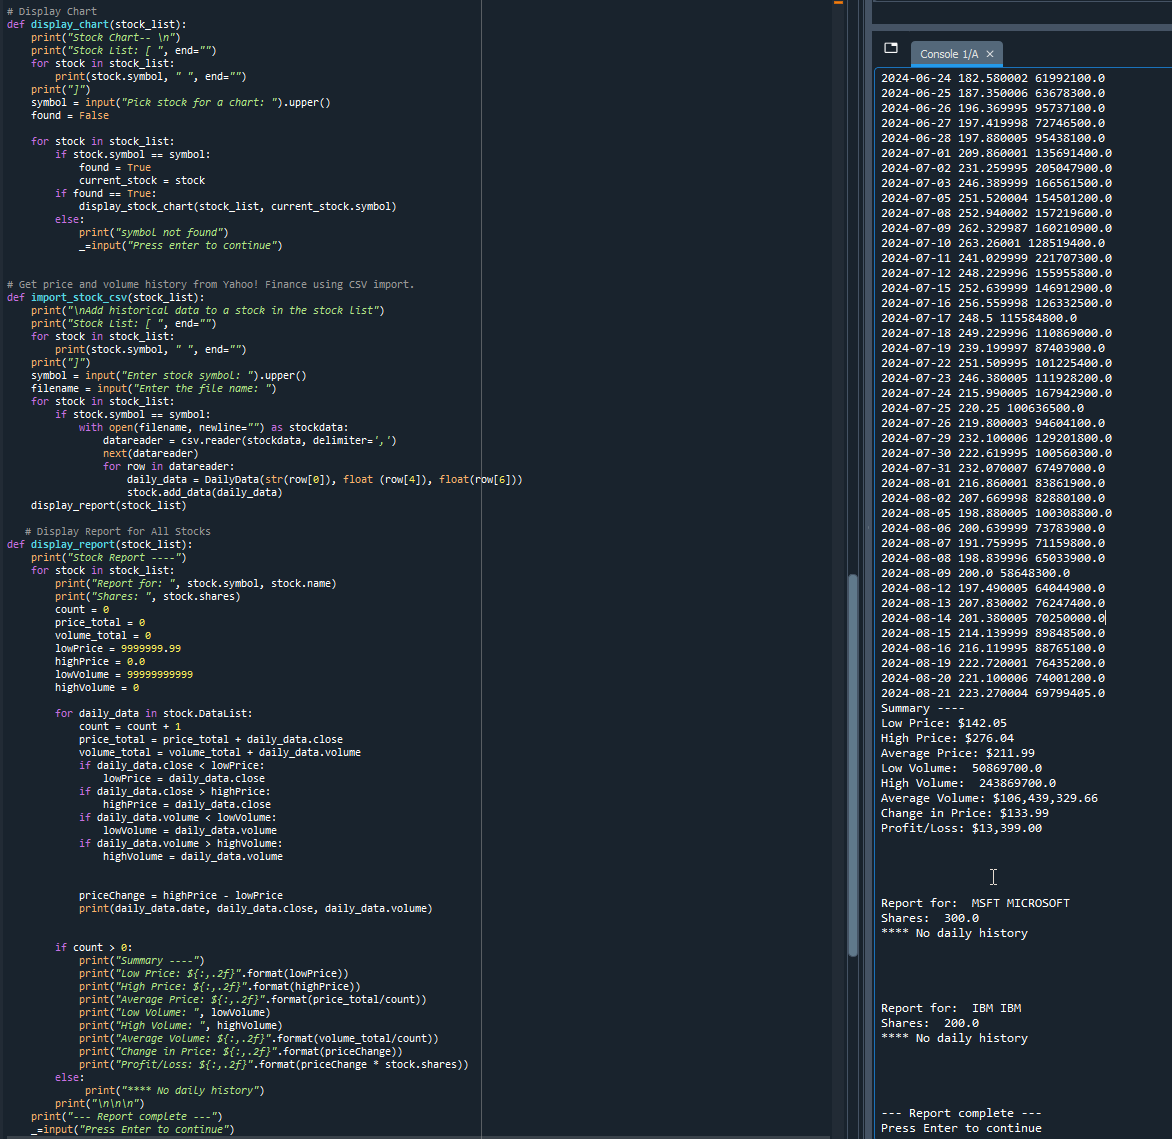 # Display Chart
def display_chart(stock_list):
    print("Stock Chart-- \n")
    print("Stock List: [ ", end="")
    for stock in stock_list:
        print(stock.symbol, " ", end="")
    print("]")
    symbol = input("Pick stock for a chart: ").upper()
    found = False

    for stock in stock_list:
        if stock.symbol == symbol:
            found = True
            current_stock = stock
        if found == True:
            display_stock_chart(stock_list, current_stock.symbol)
        else:
            print("symbol not found")
            _=input("Press enter to continue")

# Get price and volume history from Yahoo! Finance using CSV import.
def import_stock_csv(stock_list):
    print("\nAdd historical data to a stock in the stock list")
    print("Stock List: [ ", end="")
    for stock in stock_list:
        print(stock.symbol, " ", end="")
    print("]")
    symbol = input("Enter stock symbol: ").upper()
    filename = input("Enter the file name: ")
    for stock in stock_list:
        if stock.symbol == symbol:
            with open(filename, newline="") as stockdata:
                datareader = csv.reader(stockdata, delimiter=',')
                next(datareader)
                for row in datareader:
                    daily_data = DailyData(str(row[0]), float (row[4]), float(row[6]))
                    stock.add_data(daily_data)
    display_report(stock_list)

   # Display Report for All Stocks
def display_report(stock_list):
    print("Stock Report ----")
    for stock in stock_list:
        print("Report for: ", stock.symbol, stock.name)
        print("Shares: ", stock.shares)
        count = 0
        price_total = 0
        volume_total = 0
        lowPrice = 9999999.99
        highPrice = 0.0
        lowVolume = 99999999999
        highVolume = 0

        for daily_data in stock.DataList:
            count = count + 1
            price_total = price_total + daily_data.close
            volume_total = volume_total + daily_data.volume
            if daily_data.close < lowPrice:
                lowPrice = daily_data.close
            if daily_data.close > highPrice:
                highPrice = daily_data.close
            if daily_data.volume < lowVolume:
                lowVolume = daily_data.volume
            if daily_data.volume > highVolume:
                highVolume = daily_data.volume

            priceChange = highPrice - lowPrice
            print(daily_data.date, daily_data.close, daily_data.volume)

        if count > 0:
            print("Summary ----")
            print("Low Price: ${:,.2f}".format(lowPrice))
            print("High Price: ${:,.2f}".format(highPrice))
            print("Average Price: ${:,.2f}".format(price_total/count))
            print("Low Volume: ", lowVolume)
            print("High Volume: ", highVolume)
            print("Average Volume: ${:,.2f}".format(volume_total/count))
            print("Change in Price: ${:,.2f}".format(priceChange))
            print("Profit/Loss: ${:,.2f}".format(priceChange * stock.shares))
        else:
             print("**** No daily history")
        print("\n\n\n")
    print("--- Report complete ---")
    _=input("Press Enter to continue")
Console 1/A ×
2024-06-24 182.580002 61992100.0
2024-06-25 187.350006 63678300.0
2024-06-26 196.369995 95737100.0
2024-06-27 197.419998 72746500.0
2024-06-28 197.880005 95438100.0
2024-07-01 209.860001 135691400.0
2024-07-02 231.259995 205047900.0
2024-07-03 246.389999 166561500.0
2024-07-05 251.520004 154501200.0
2024-07-08 252.940002 157219600.0
2024-07-09 262.329987 160210900.0
2024-07-10 263.26001 128519400.0
2024-07-11 241.029999 221707300.0
2024-07-12 248.229996 155955800.0
2024-07-15 252.639999 146912900.0
2024-07-16 256.559998 126332500.0
2024-07-17 248.5 115584800.0
2024-07-18 249.229996 110869000.0
2024-07-19 239.199997 87403900.0
2024-07-22 251.509995 101225400.0
2024-07-23 246.380005 111928200.0
2024-07-24 215.990005 167942900.0
2024-07-25 220.25 100636500.0
2024-07-26 219.800003 94604100.0
2024-07-29 232.100006 129201800.0
2024-07-30 222.619995 100560300.0
2024-07-31 232.070007 67497000.0
2024-08-01 216.860001 83861900.0
2024-08-02 207.669998 82880100.0
2024-08-05 198.880005 100308800.0
2024-08-06 200.639999 73783900.0
2024-08-07 191.759995 71159800.0
2024-08-08 198.839996 65033900.0
2024-08-09 200.0 58648300.0
2024-08-12 197.490005 64044900.0
2024-08-13 207.830002 76247400.0
2024-08-14 201.380005 70250000.0
2024-08-15 214.139999 89848500.0
2024-08-16 216.119995 88765100.0
2024-08-19 222.720001 76435200.0
2024-08-20 221.100006 74001200.0
2024-08-21 223.270004 69799405.0
Summary ----
Low Price: $142.05
High Price: $276.04
Average Price: $211.99
Low Volume:  50869700.0
High Volume:  243869700.0
Average Volume: $106,439,329.66
Change in Price: $133.99
Profit/Loss: $13,399.00

Report for:  MSFT MICROSOFT
Shares:  300.0
**** No daily history

Report for:  IBM IBM
Shares:  200.0
**** No daily history

--- Report complete ---
Press Enter to continue